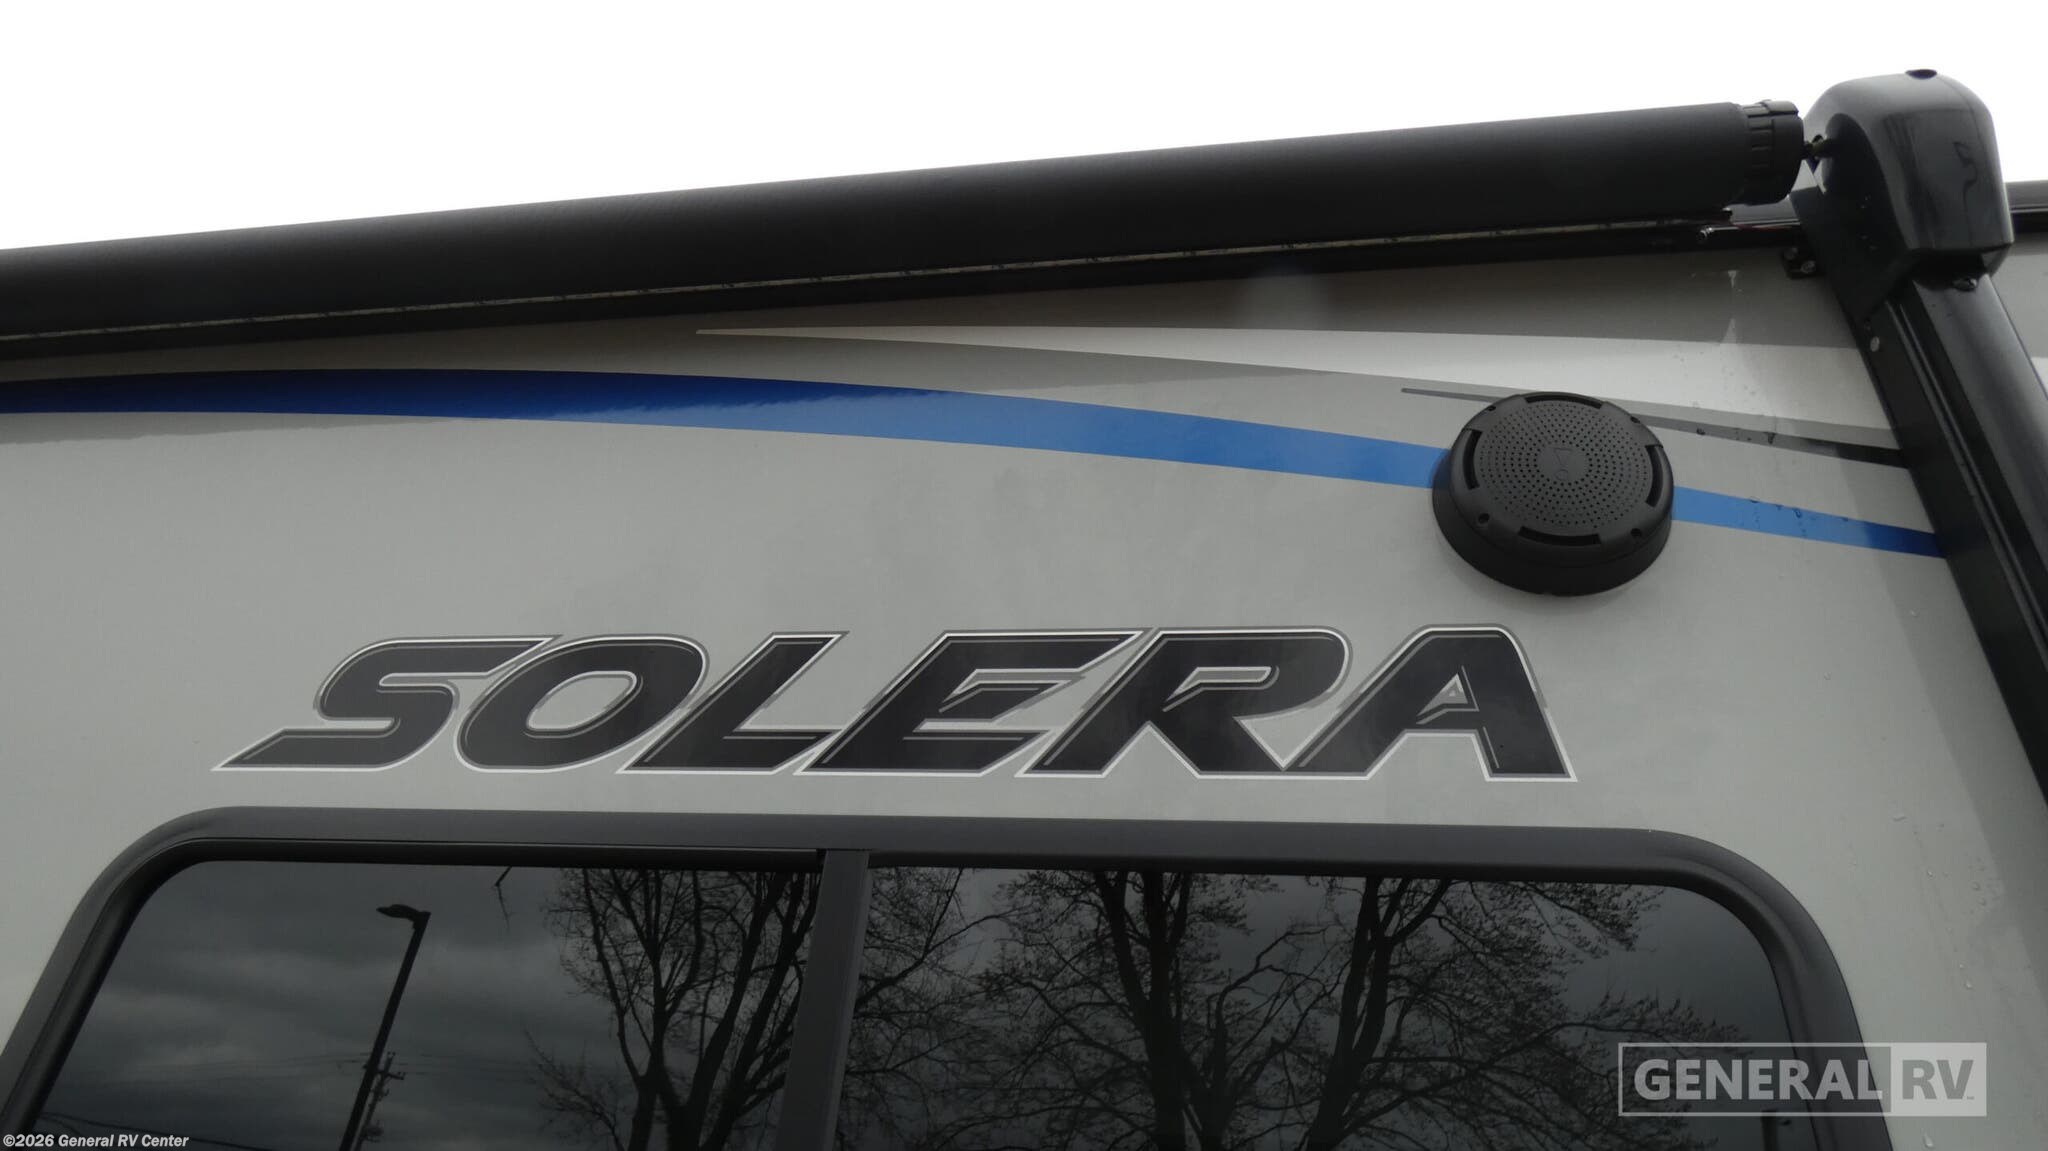 SOLERA
GENERAL RV
©2026 General RV Center